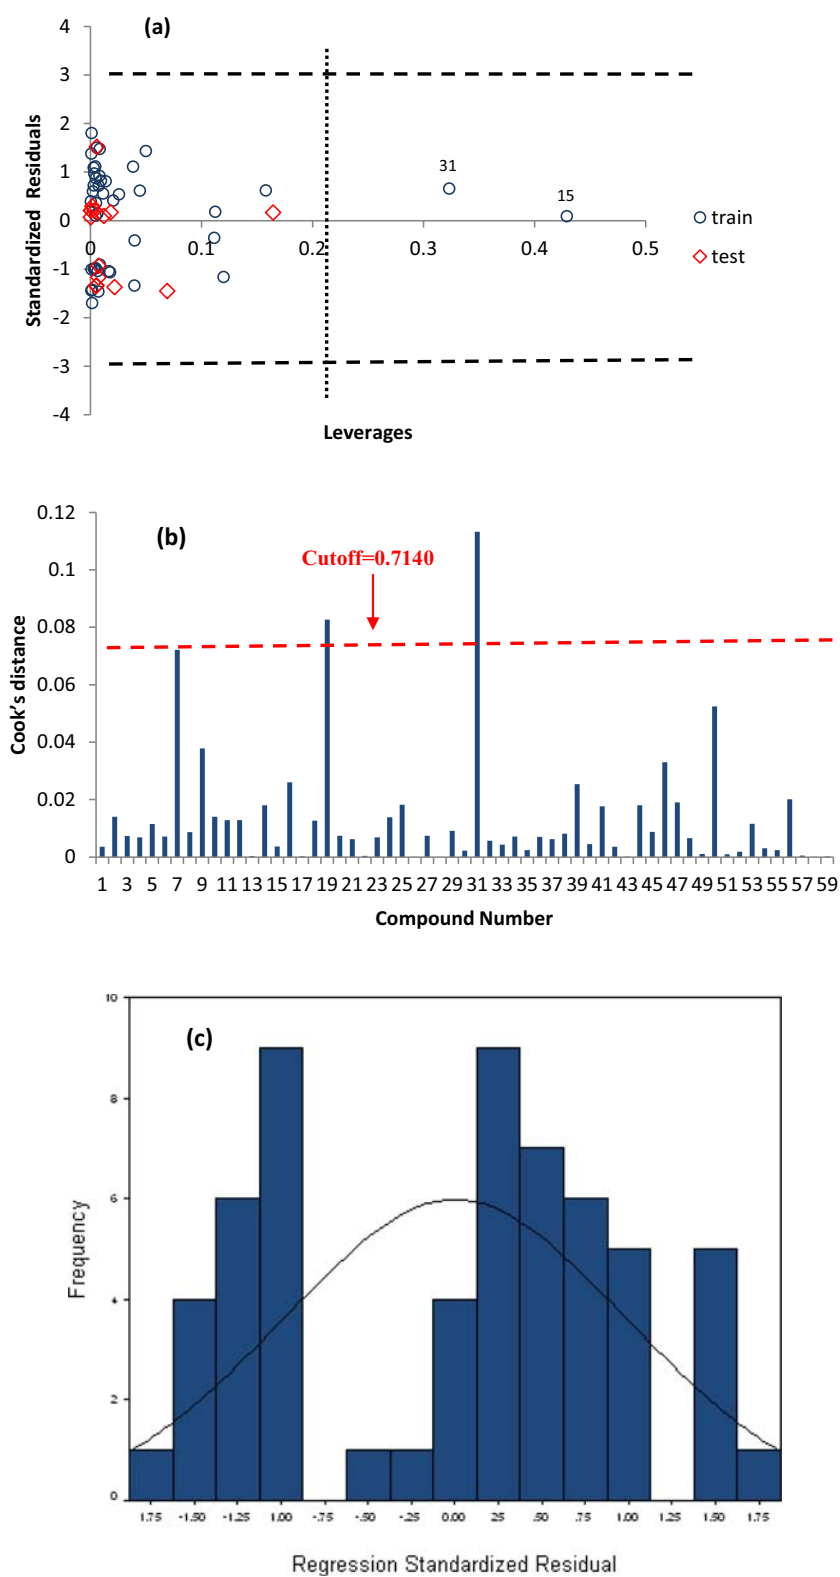 (a)
4
3
2
1
0
-1
-2
-3
-4
0 0.1 0.2 0.3 0.4 0.5
31
15
Standardized Residuals
Leverages
train
test
(b)
Cutoff=0.7140
0.12
0.1
0.08
0.06
0.04
0.02
0
Cook's distance
1 3 5 7 9 11 13 15 17 19 21 23 25 27 29 31 33 35 37 39 41 43 45 47 49 51 53 55 57 59
Compound Number
(c)
10
8
6
4
2
0
Frequency
1.75 -1.50 -1.25 1.00 -.75 -.50 -.25 0.00 .25 .50 .75 1.00 1.25 1.50 1.75
Regression Standardized Residual